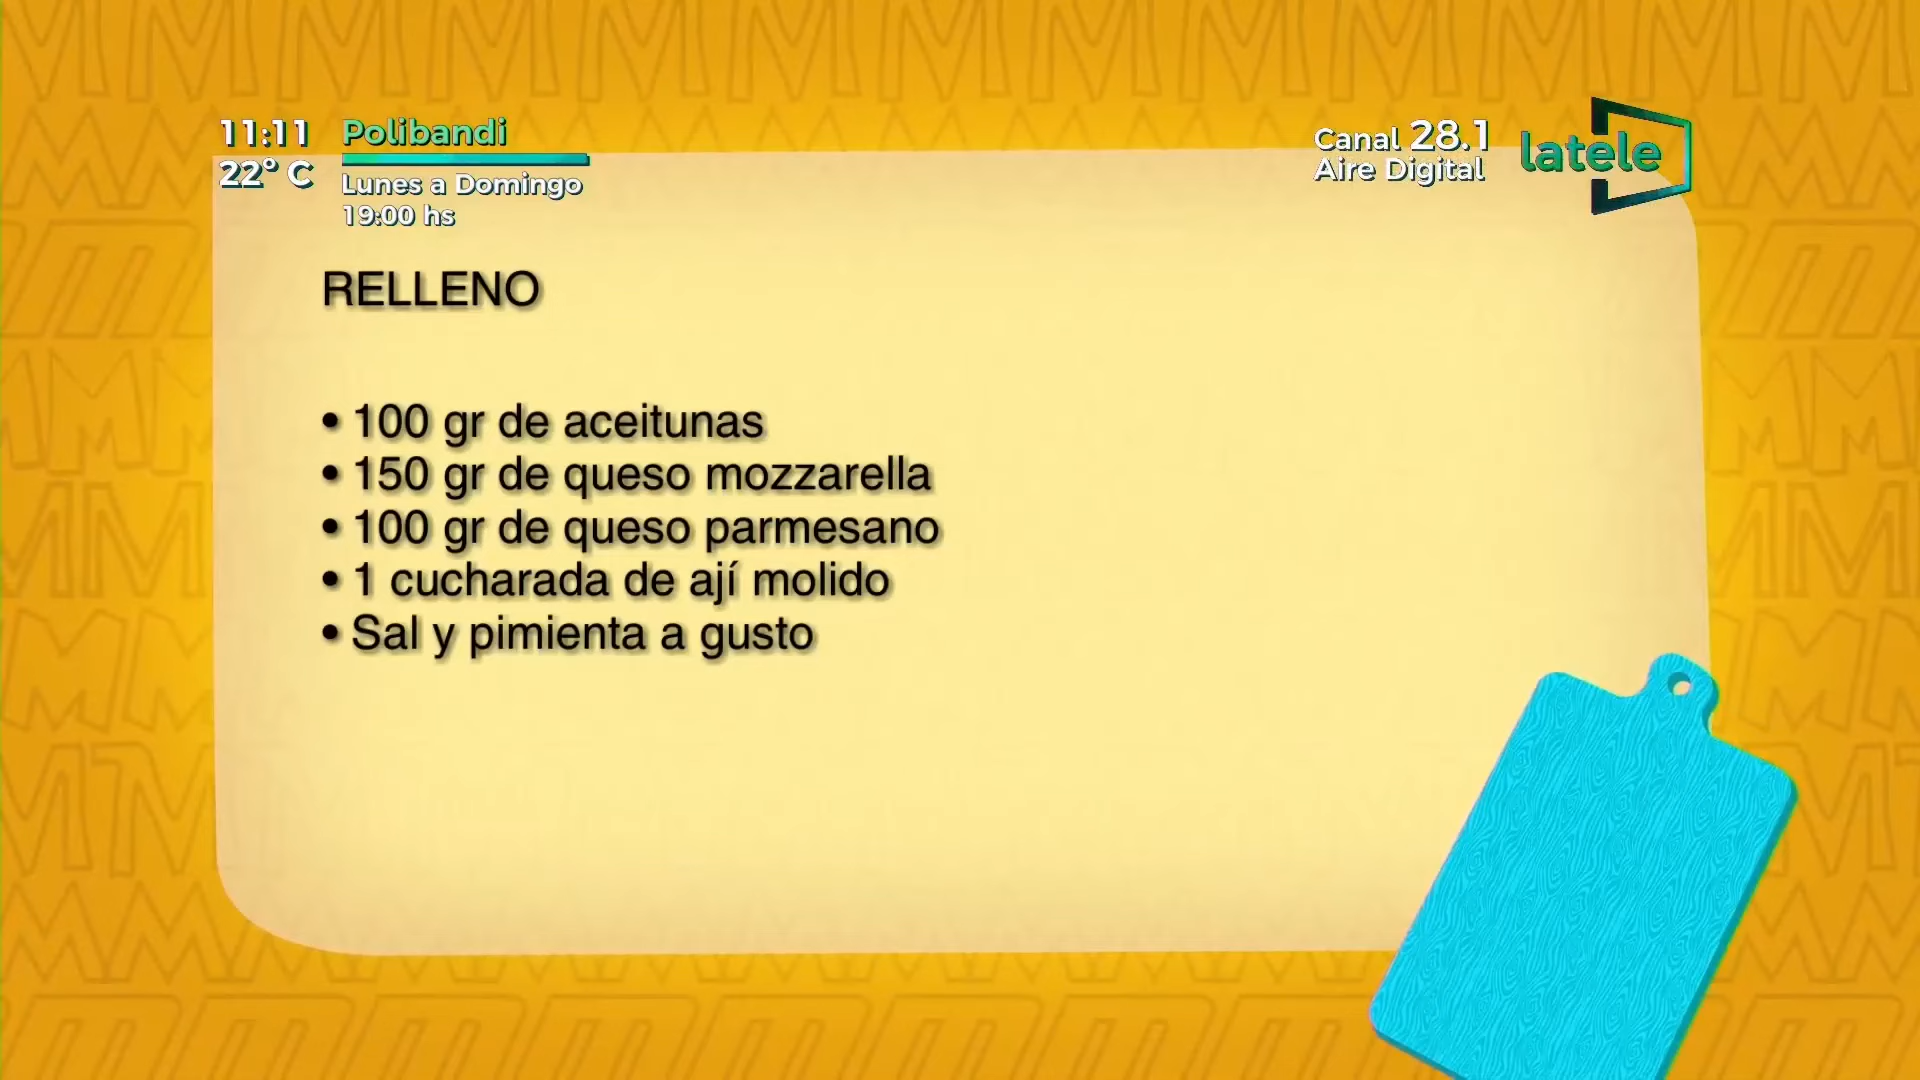 11:11
22º C
Polibandi
Lunes a Domingo
19:00 hs
Canal 28.1
Aire Digital
latele
RELLENO
• 100 gr de aceitunas
• 150 gr de queso mozzarella
• 100 gr de queso parmesano
• 1 cucharada de ají molido
• Sal y pimienta a gusto